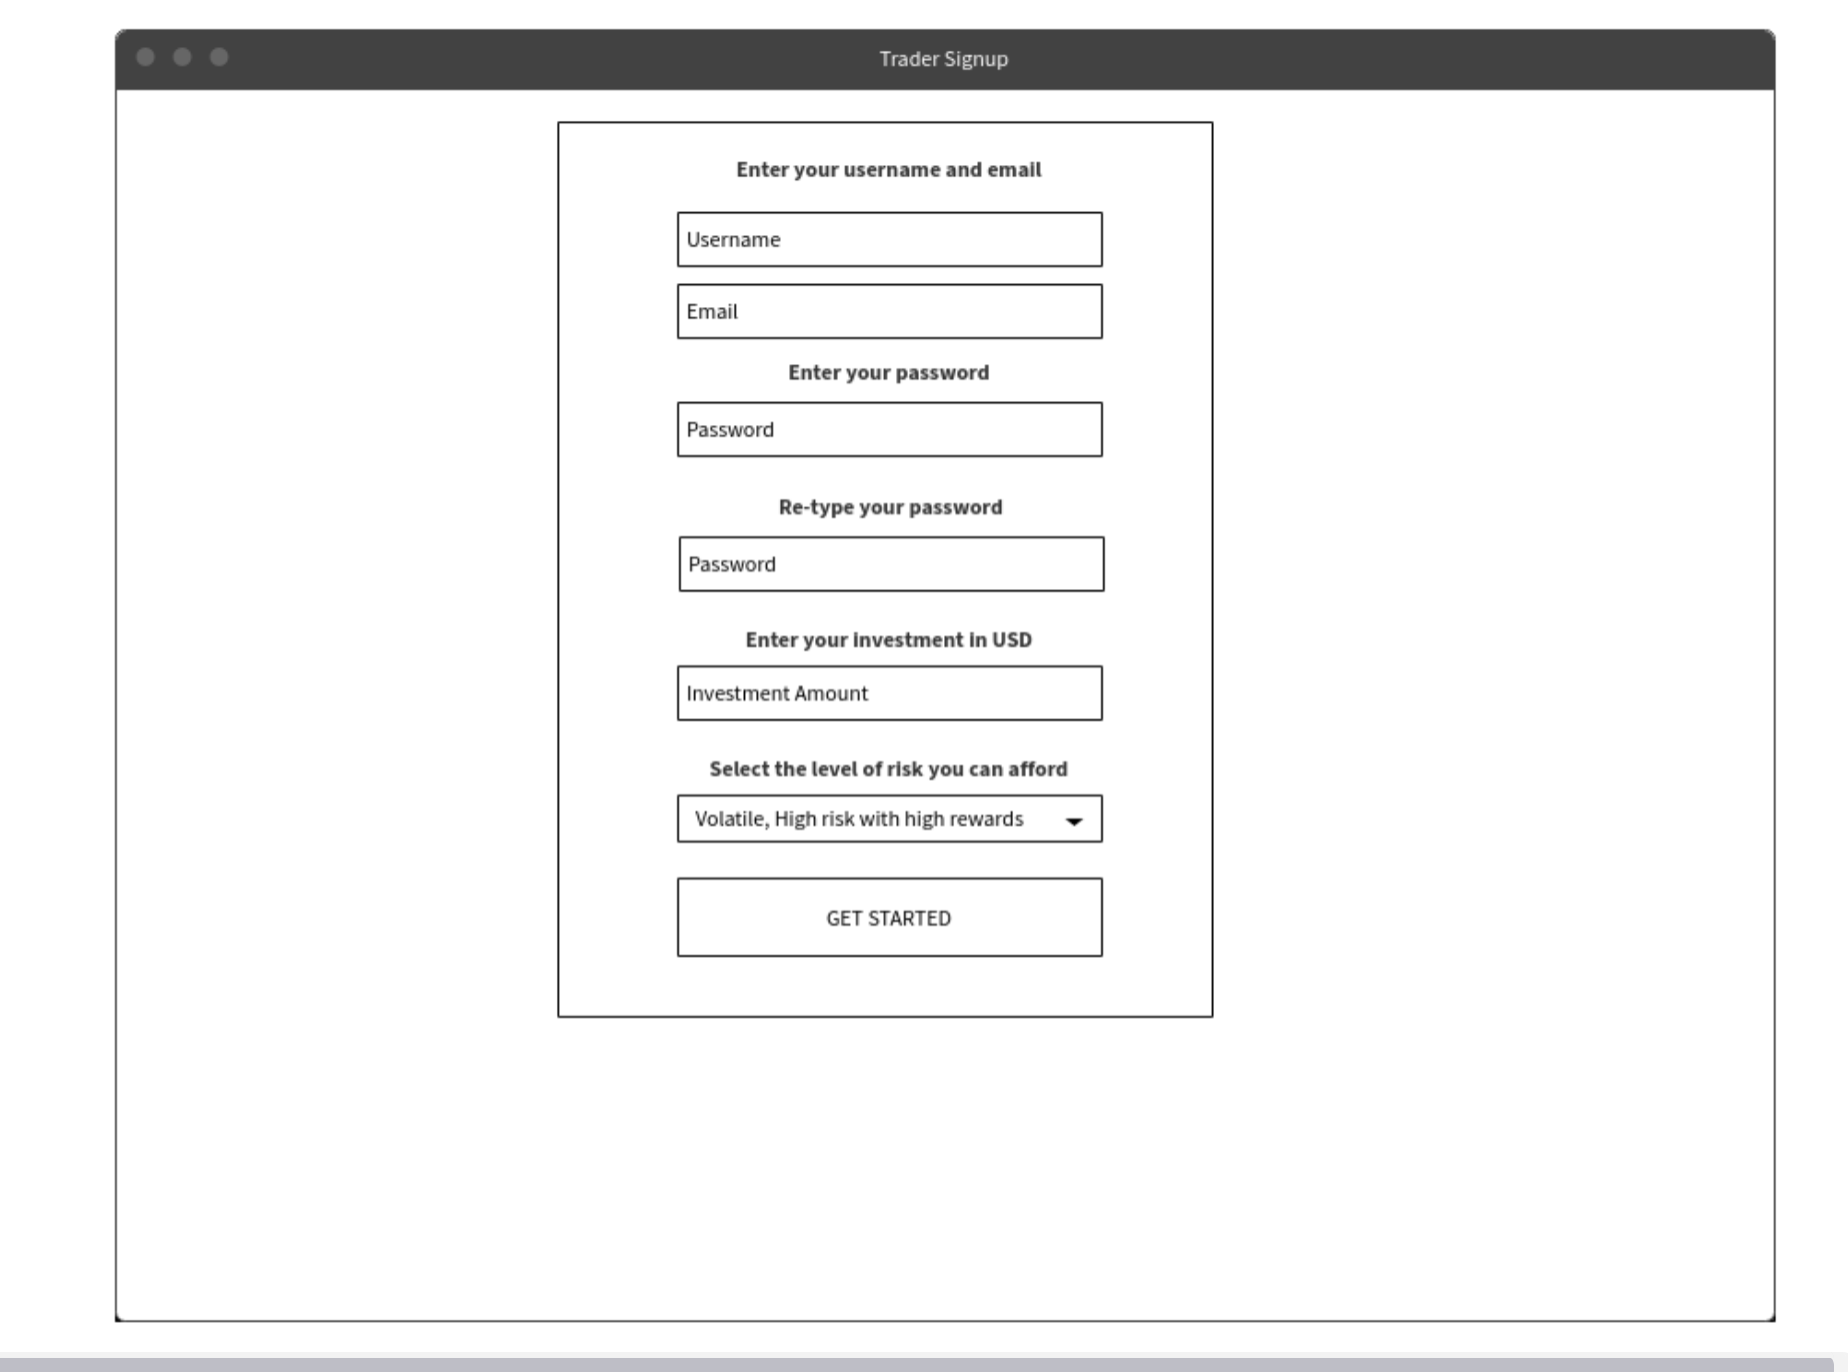 Trader Signup
Enter your username and email
Username
Email
Enter your password
Password
Re-type your password
Password
Enter your investment in USD
Investment Amount
Select the level of risk you can afford
Volatile, High risk with high rewards
GET STARTED